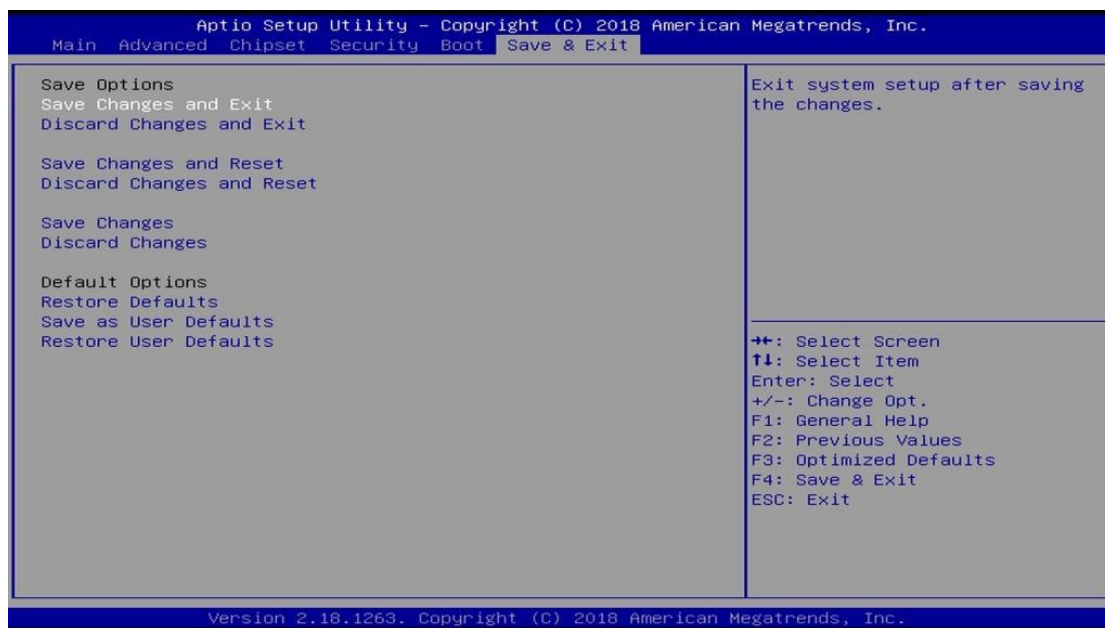 Aptio Setup Utility – Copyright (C) 2018 American Megatrends, Inc.
Main Advanced Chipset Security Boot Save & Exit
Save Options
Save Changes and Exit
Discard Changes and Exit
Save Changes and Reset
Discard Changes and Reset
Save Changes
Discard Changes
Default Options
Restore Defaults
Save as User Defaults
Restore User Defaults
Exit system setup after saving
the changes.
→←: Select Screen
↑↓: Select Item
Enter: Select
+/-: Change Opt.
F1: General Help
F2: Previous Values
F3: Optimized Defaults
F4: Save & Exit
ESC: Exit
Version 2.18.1263. Copyright (C) 2018 American Megatrends, Inc.